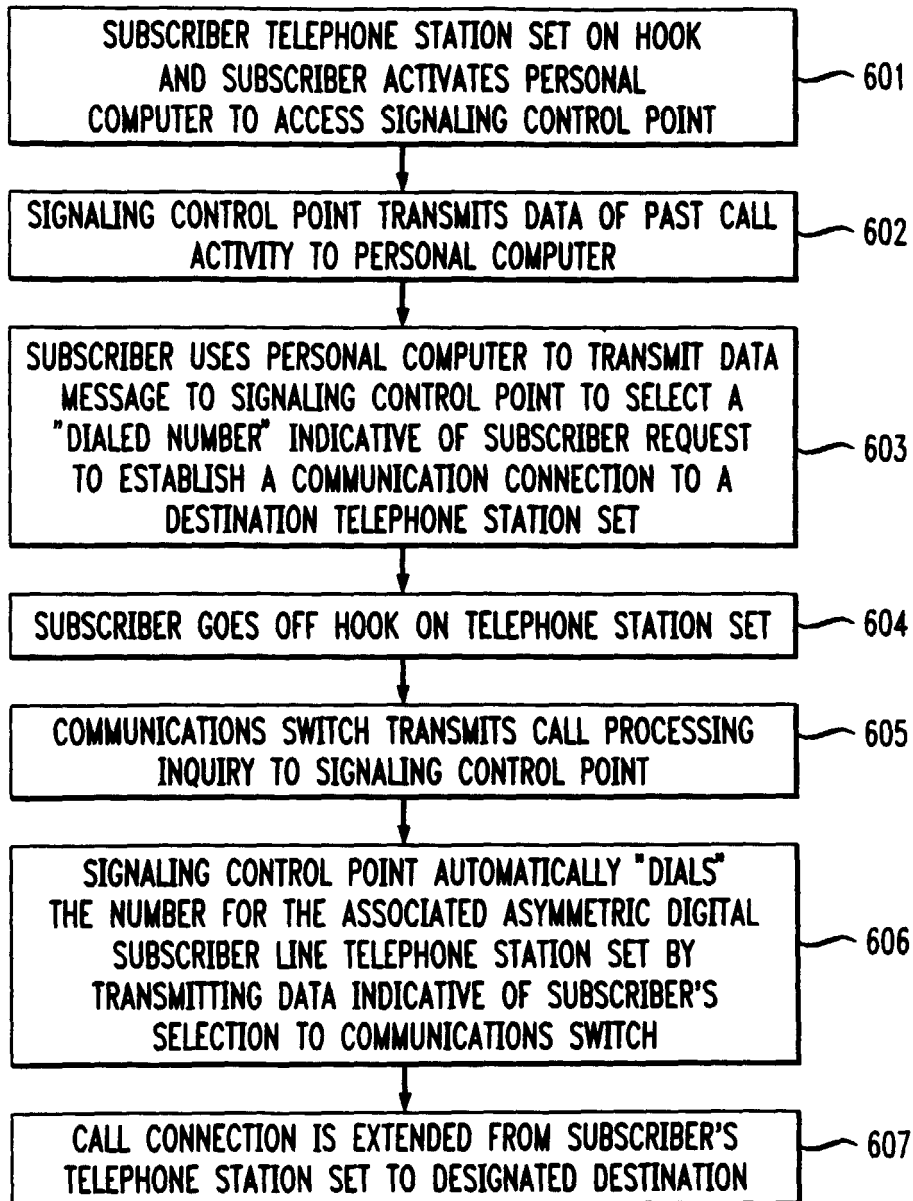 SUBSCRIBER TELEPHONE STATION SET ON HOOK
AND SUBSCRIBER ACTIVATES PERSONAL
COMPUTER TO ACCESS SIGNALING CONTROL POINT
601
SIGNALING CONTROL POINT TRANSMITS DATA OF PAST CALL
ACTIVITY TO PERSONAL COMPUTER
602
SUBSCRIBER USES PERSONAL COMPUTER TO TRANSMIT DATA
MESSAGE TO SIGNALING CONTROL POINT TO SELECT A
"DIALED NUMBER" INDICATIVE OF SUBSCRIBER REQUEST
TO ESTABLISH A COMMUNICATION CONNECTION TO A
DESTINATION TELEPHONE STATION SET
603
SUBSCRIBER GOES OFF HOOK ON TELEPHONE STATION SET
604
COMMUNICATIONS SWITCH TRANSMITS CALL PROCESSING
INQUIRY TO SIGNALING CONTROL POINT
605
SIGNALING CONTROL POINT AUTOMATICALLY "DIALS"
THE NUMBER FOR THE ASSOCIATED ASYMMETRIC DIGITAL
SUBSCRIBER LINE TELEPHONE STATION SET BY
TRANSMITTING DATA INDICATIVE OF SUBSCRIBER'S
SELECTION TO COMMUNICATIONS SWITCH
606
CALL CONNECTION IS EXTENDED FROM SUBSCRIBER'S
TELEPHONE STATION SET TO DESIGNATED DESTINATION
607